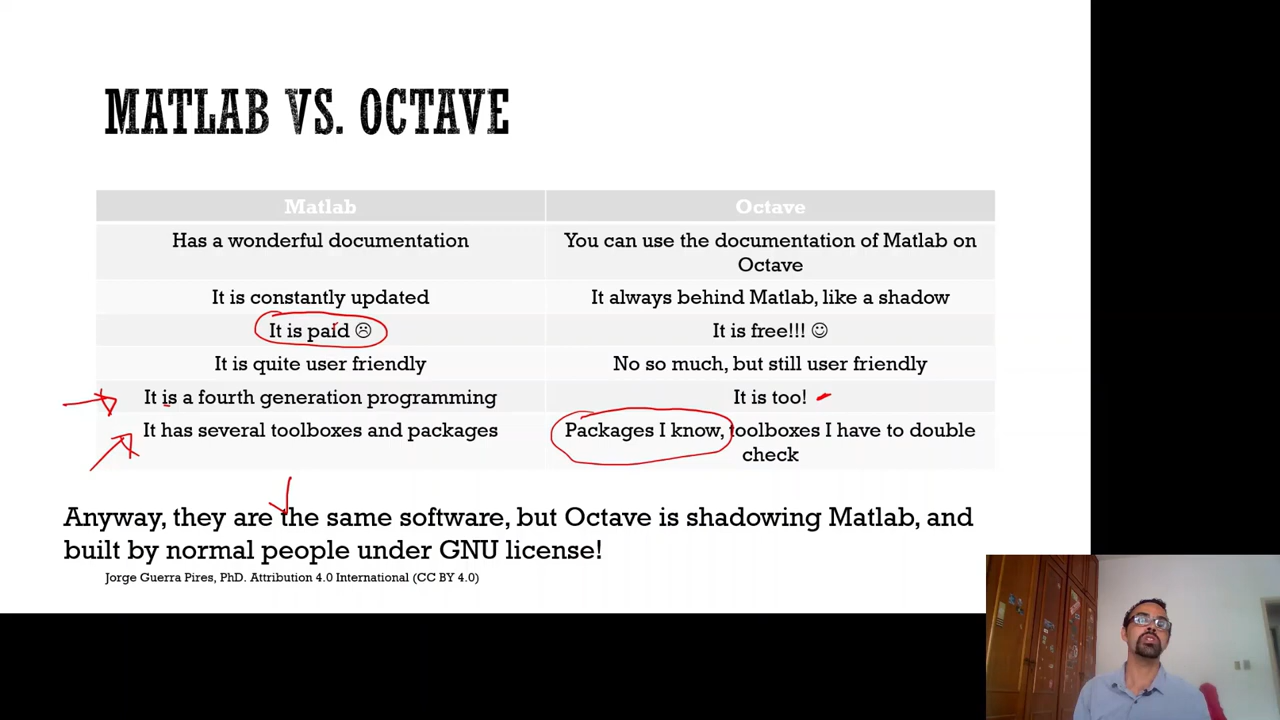 MATLAB VS. OCTAVE
Matlab
Octave
Has a wonderful documentation
You can use the documentation of Matlab on
Octave
It is constantly updated
It always behind Matlab, like a shadow
It is paid ☹
It is free!!! ☺
It is quite user friendly
No so much, but still user friendly
It is a fourth generation programming
It is too!
It has several toolboxes and packages
Packages I know, toolboxes I have to double
check
Anyway, they are the same software, but Octave is shadowing Matlab, and
built by normal people under GNU license!
Jorge Guerra Pires, PhD. Attribution 4.0 International (CC BY 4.0)